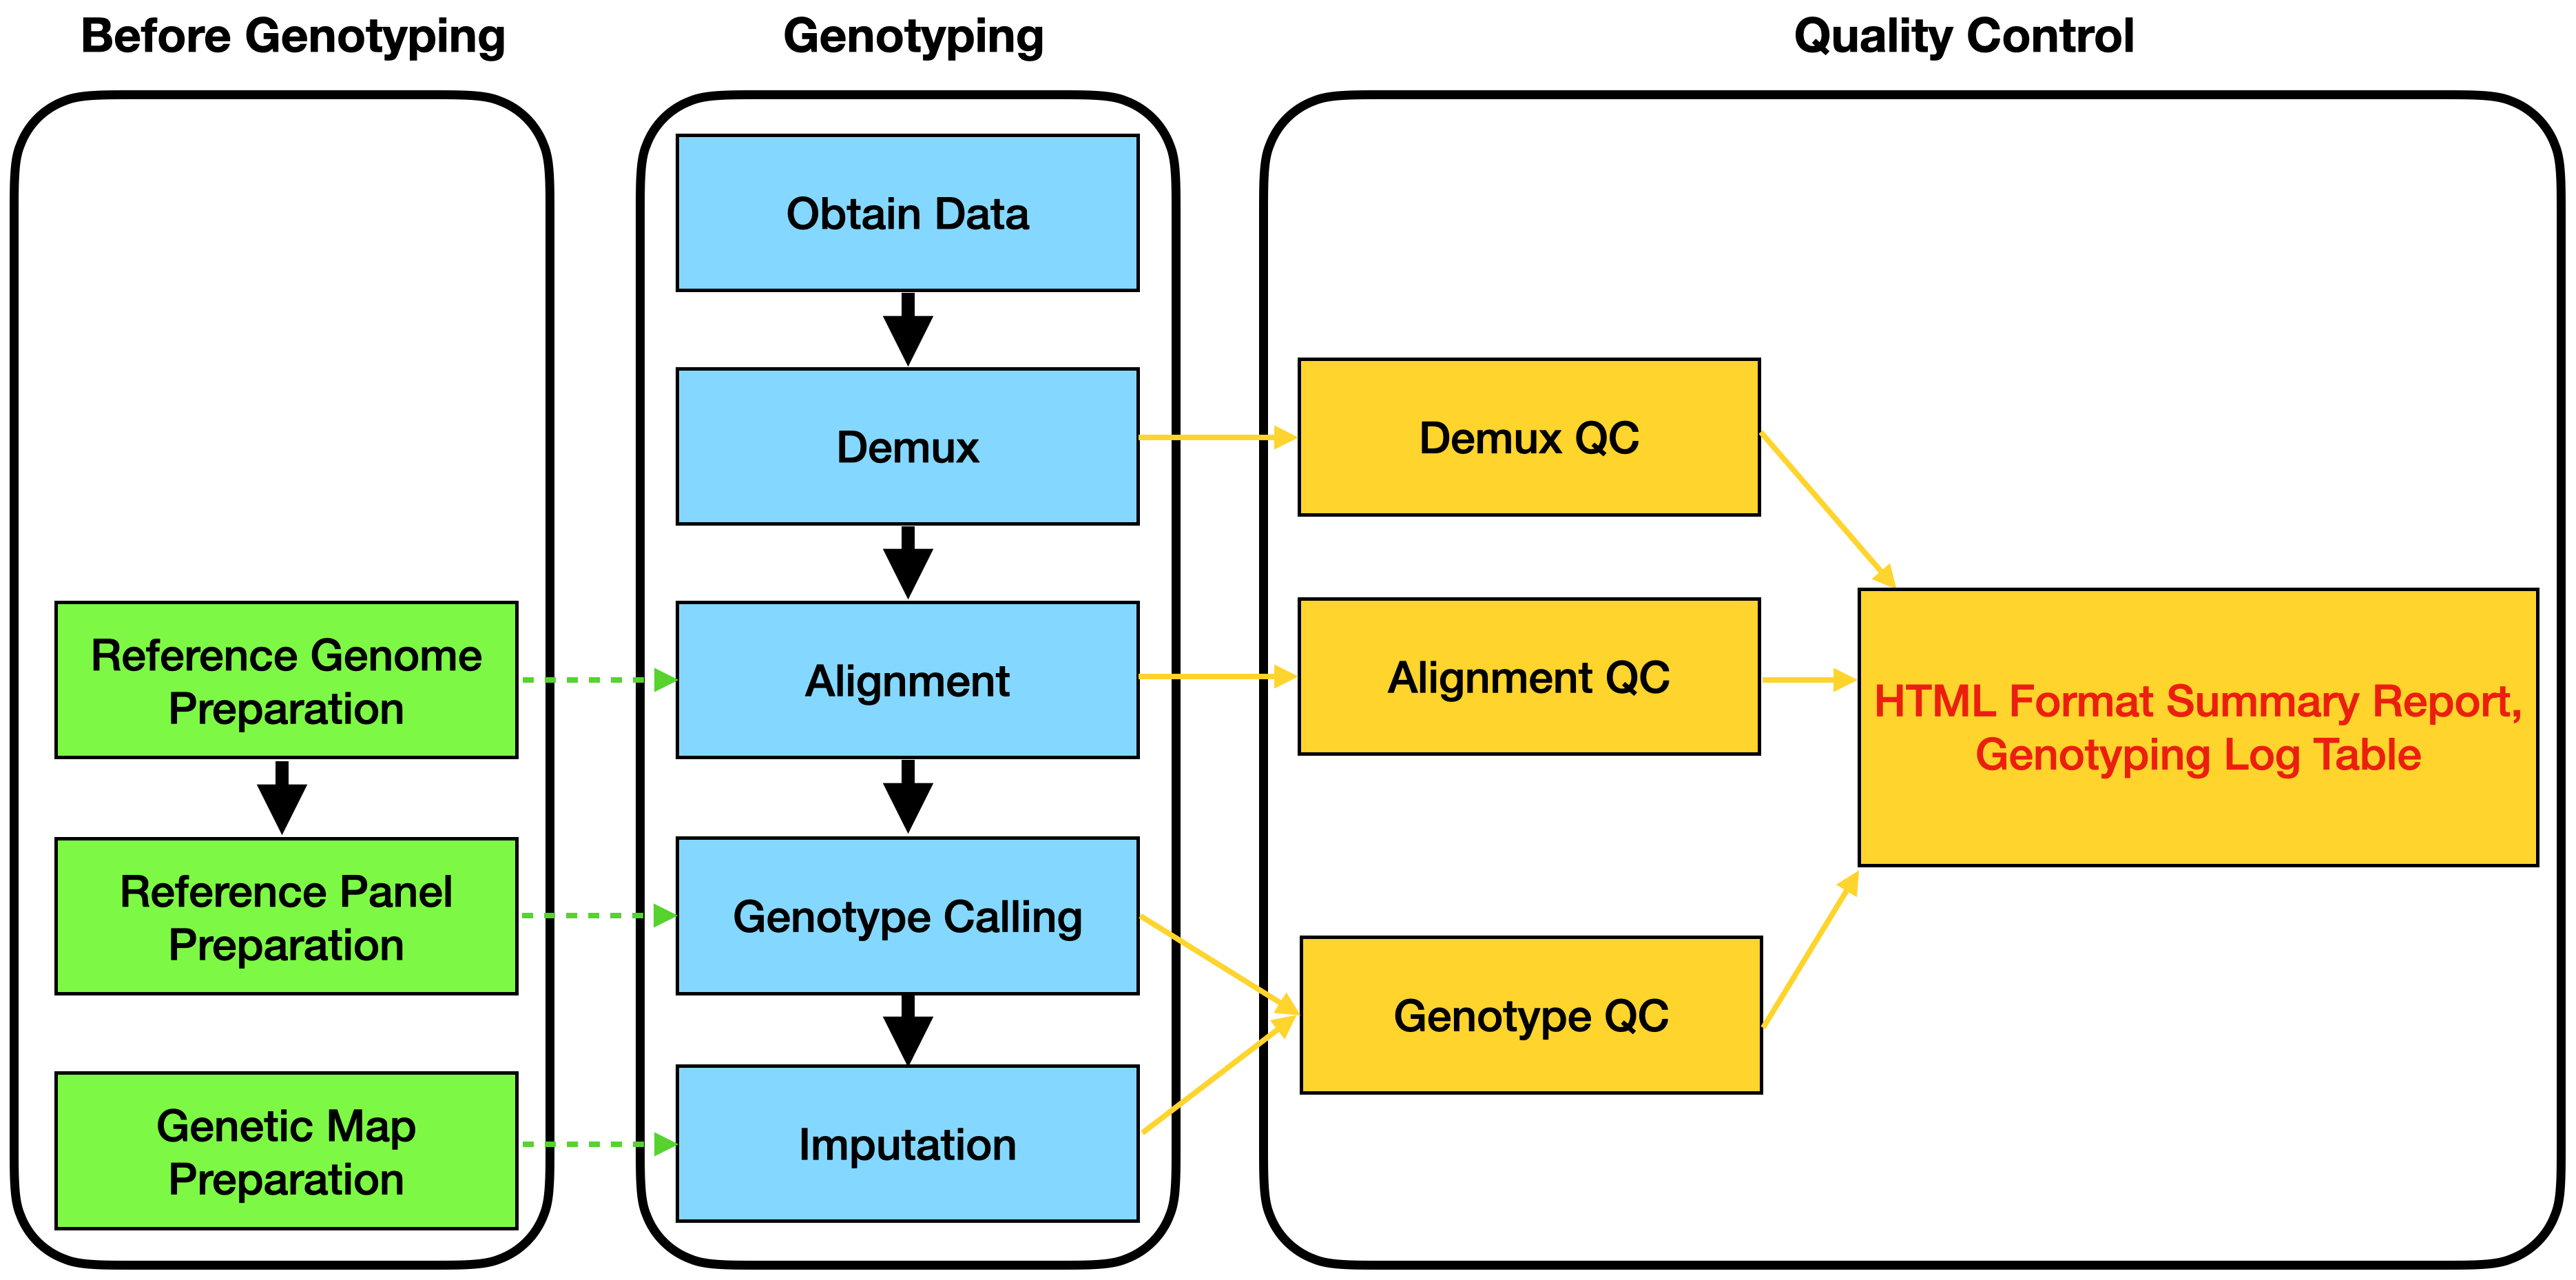 Before Genotyping
Genotyping
Quality Control
Reference Genome
Preparation
Reference Panel
Preparation
Genetic Map
Preparation
Obtain Data
Demux
Alignment
Genotype Calling
Imputation
Demux QC
Alignment QC
Genotype QC
HTML Format Summary Report,
Genotyping Log Table